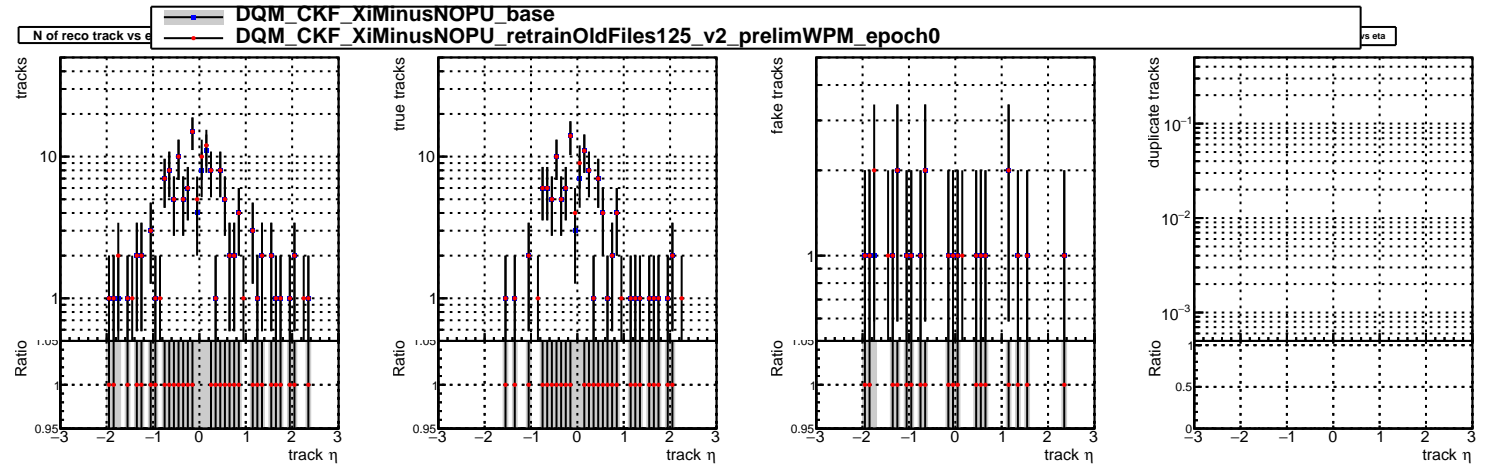 DQM_CKF_XiMinusNOPU_base
DQM_CKF_XiMinusNOPU_retrainOldFiles125_v2_prelimWPM_epoch0
N of reco track vs
vs eta
tracks
10
1
Ratio
1.05
1
0.95
−3 −2 −1 0 1 2 3
track η
true tracks
10
1
Ratio
1.05
1
0.95
−3 −2 −1 0 1 2 3
track η
fake tracks
1
Ratio
1.05
1
0.95
−3 −2 −1 0 1 2 3
track η
duplicate tracks
10−1
10−2
10−3
Ratio
1
0.5
0
−3 −2 −1 0 1 2 3
track η